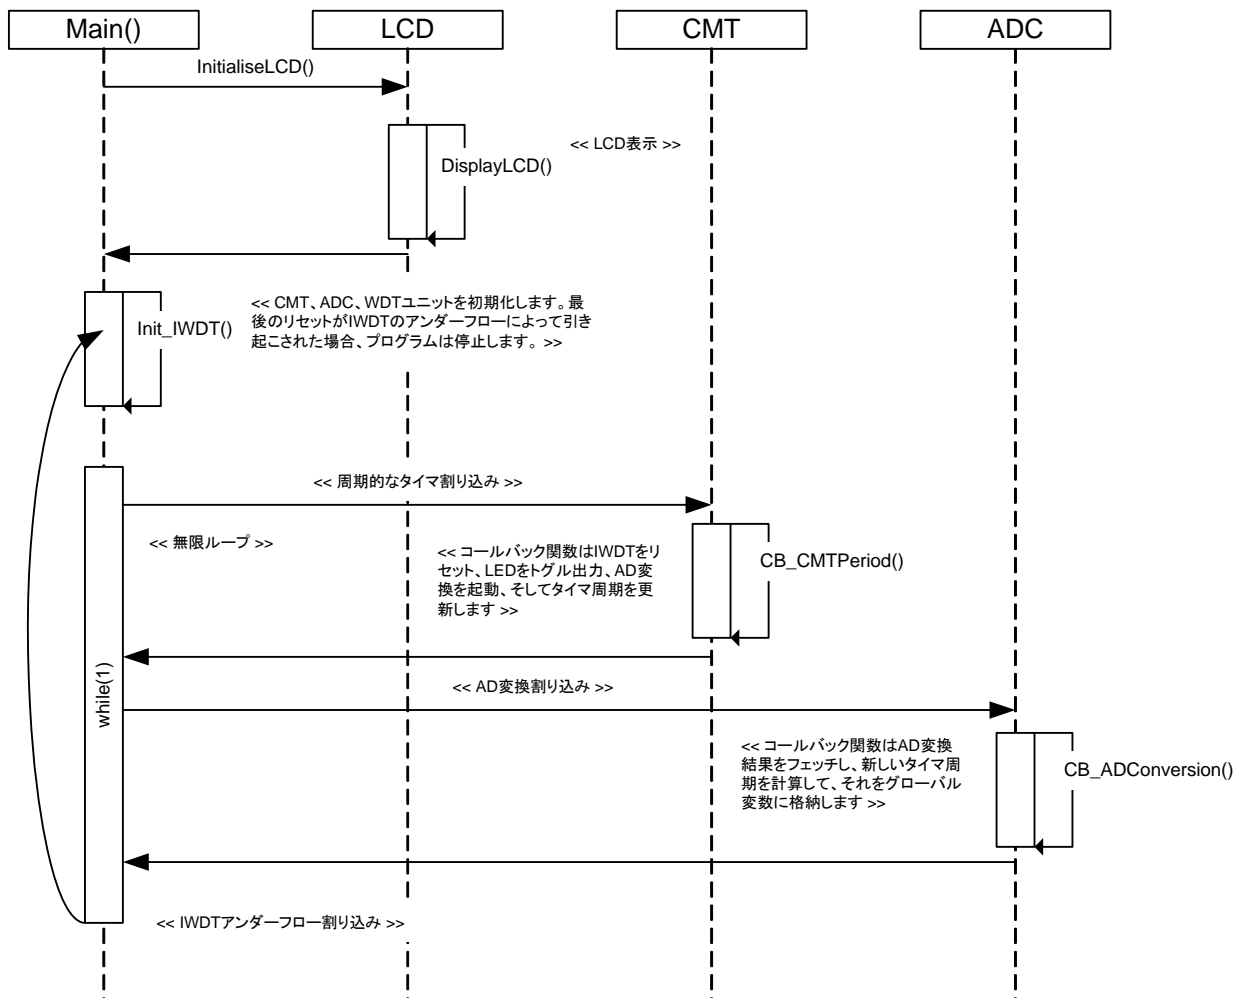 Main()
LCD
CMT
ADC
InitialiseLCD()
<< LCD表示 >>
DisplayLCD()
<< CMT、ADC、WDTユニットを初期化します。最
後のリセットがIWDTのアンダーフローによって引き
起こされた場合、プログラムは停止します。 >>
Init_IWDT()
<< 周期的なタイマ割り込み >>
<< 無限ループ >>
<< コールバック関数はIWDTをリ
セット、LEDをトグル出力、AD変
換を起動、そしてタイマ周期を更
新します >>
CB_CMTPeriod()
while(1)
<< AD変換割り込み >>
<< コールバック関数はAD変換
結果をフェッチし、新しいタイマ周
期を計算して、それをグローバル
変数に格納します >>
CB_ADConversion()
<< IWDTアンダーフロー割り込み >>